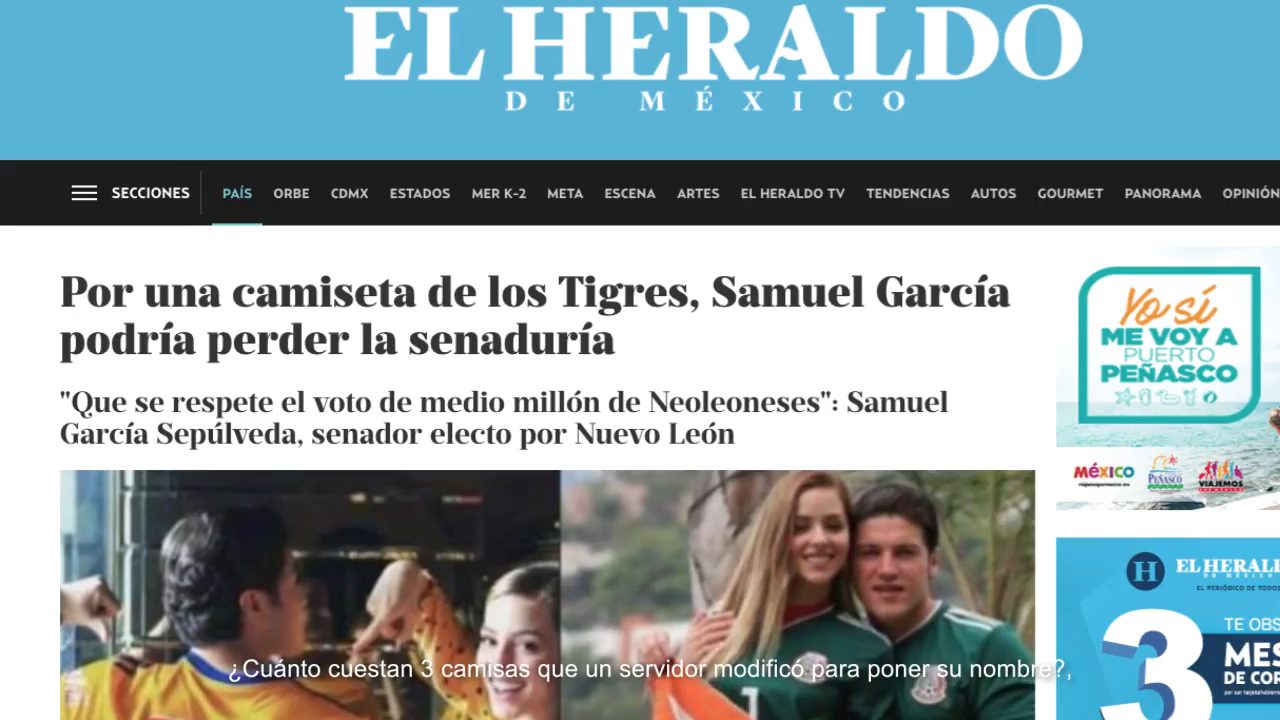 EL HERALDO
DE MÉXICO
SECCIONES
PAÍS
ORBE
CDMX
ESTADOS
MER K-2
META
ESCENA
ARTES
EL HERALDO TV
TENDENCIAS
AUTOS
GOURMET
PANORAMA
OPINIÓN
Por una camiseta de los Tigres, Samuel García
podría perder la senaduría
"Que se respete el voto de medio millón de Neoleoneses": Samuel
García Sepúlveda, senador electo por Nuevo León
Yo sí
ME VOY A
PUERTO
PEÑASCO
MÉXICO
PEÑASCO
VIAJEMOS
H
EL HERAL
EL PERIÓDICO DE TODOS
3
TE OBS
MES
DE COR
1
¿Cuánto cuestan 3 camisas que un servidor modificó para poner su nombre?,